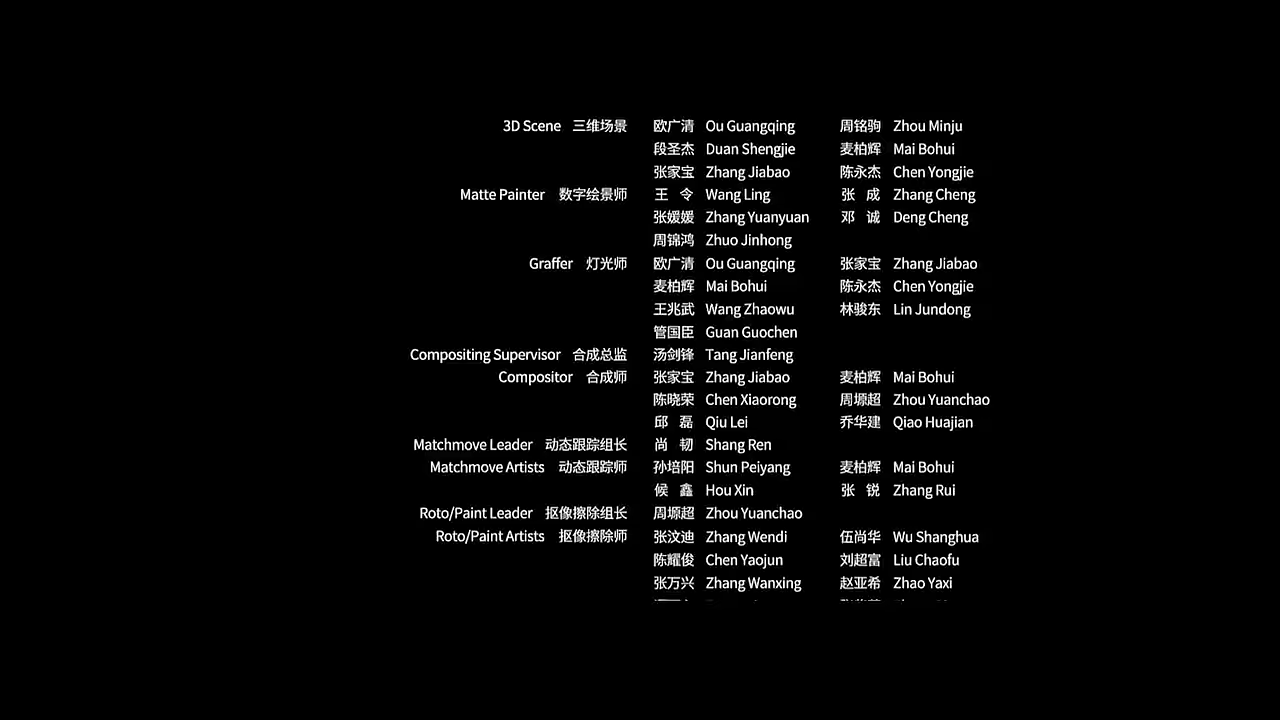 3D Scene 三维场景 欧广清 Ou Guangqing 周铭驹 Zhou Minju
段圣杰 Duan Shengjie 麦柏辉 Mai Bohui
张家宝 Zhang Jiabao 陈永杰 Chen Yongjie
Matte Painter 数字绘景师 王 令 Wang Ling 张 成 Zhang Cheng
张媛媛 Zhang Yuanyuan 邓 诚 Deng Cheng
周锦鸿 Zhuo Jinhong
Graffer 灯光师 欧广清 Ou Guangqing 张家宝 Zhang Jiabao
麦柏辉 Mai Bohui 陈永杰 Chen Yongjie
王兆武 Wang Zhaowu 林骏东 Lin Jundong
管国臣 Guan Guochen
Compositing Supervisor 合成总监 汤剑锋 Tang Jianfeng
Compositor 合成师 张家宝 Zhang Jiabao 麦柏辉 Mai Bohui
陈晓荣 Chen Xiaorong 周塬超 Zhou Yuanchao
邱 磊 Qiu Lei 乔华建 Qiao Huajian
Matchmove Leader 动态跟踪组长 尚 韧 Shang Ren
Matchmove Artists 动态跟踪师 孙培阳 Shun Peiyang 麦柏辉 Mai Bohui
候 鑫 Hou Xin 张 锐 Zhang Rui
Roto/Paint Leader 抠像擦除组长 周塬超 Zhou Yuanchao
Roto/Paint Artists 抠像擦除师 张汶迪 Zhang Wendi 伍尚华 Wu Shanghua
陈耀俊 Chen Yaojun 刘超富 Liu Chaofu
张万兴 Zhang Wanxing 赵亚希 Zhao Yaxi